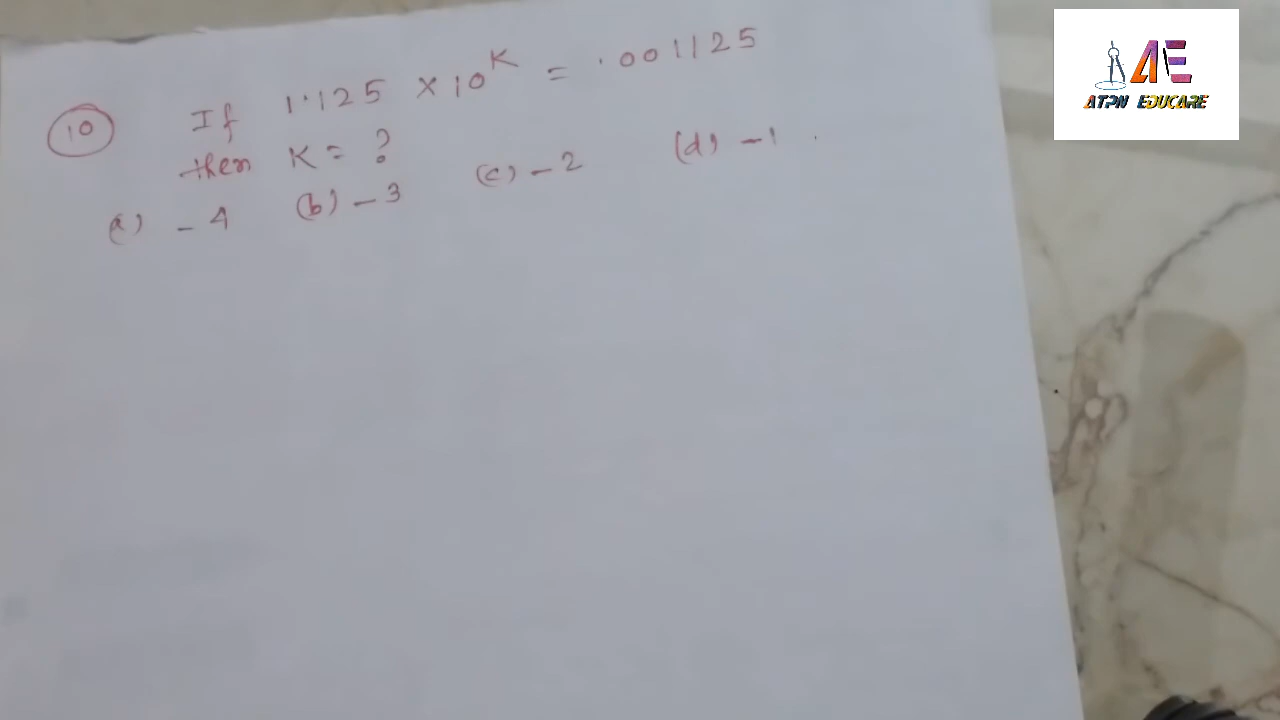 10 If 1.125 × 10^K = .001125
then K = ?
(a) -4 (b) -3 (c) -2 (d) -1
AE
ATPN EDUCARE